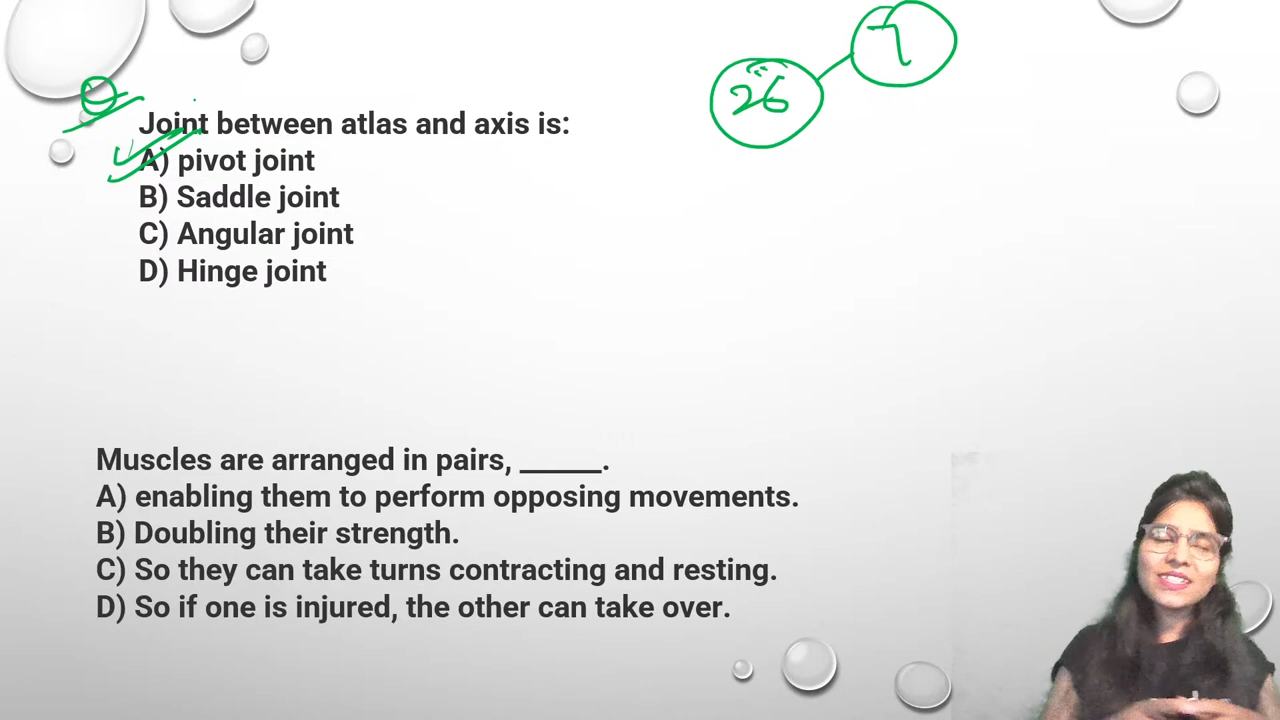 26
7
Joint between atlas and axis is:
A) pivot joint
B) Saddle joint
C) Angular joint
D) Hinge joint
Muscles are arranged in pairs, ______.
A) enabling them to perform opposing movements.
B) Doubling their strength.
C) So they can take turns contracting and resting.
D) So if one is injured, the other can take over.